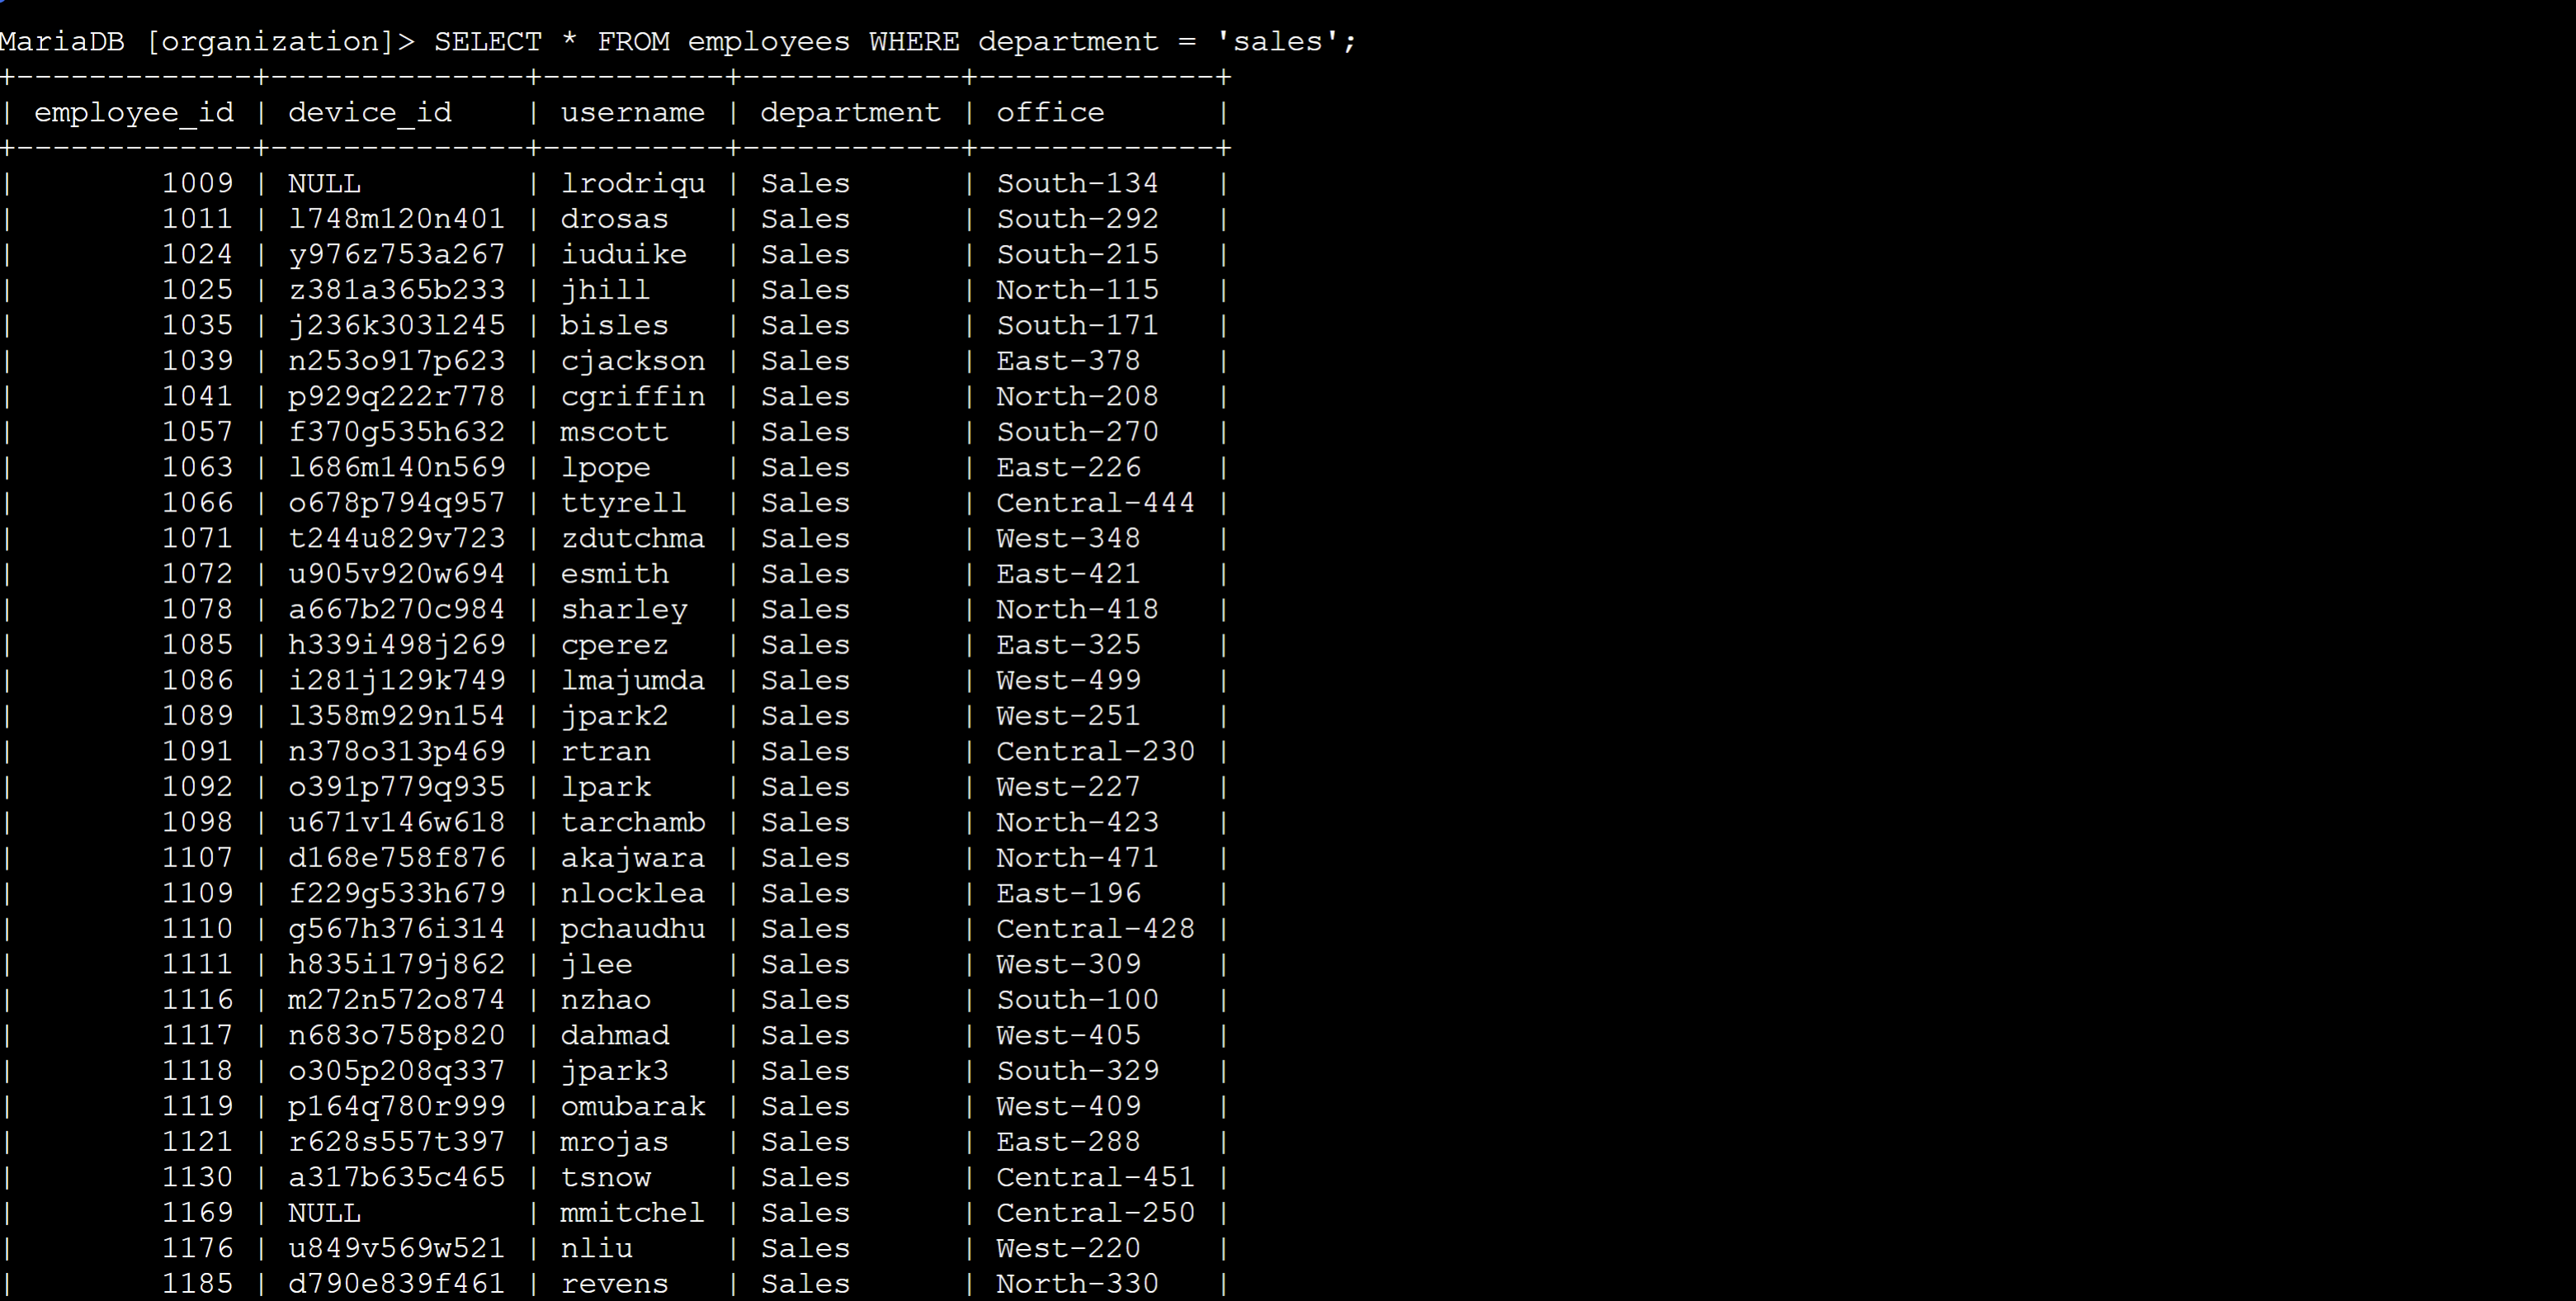 MariaDB [organization]> SELECT * FROM employees WHERE department = 'sales';
+-------------+--------------+----------+------------+-------------+
| employee_id | device_id    | username | department | office      |
+-------------+--------------+----------+------------+-------------+
|        1009 | NULL         | lrodriqu | Sales      | South-134   |
|        1011 | l748m120n401 | drosas   | Sales      | South-292   |
|        1024 | y976z753a267 | iuduike  | Sales      | South-215   |
|        1025 | z381a365b233 | jhill    | Sales      | North-115   |
|        1035 | j236k303l245 | bisles   | Sales      | South-171   |
|        1039 | n253o917p623 | cjackson | Sales      | East-378    |
|        1041 | p929q222r778 | cgriffin | Sales      | North-208   |
|        1057 | f370g535h632 | mscott   | Sales      | South-270   |
|        1063 | l686m140n569 | lpope    | Sales      | East-226    |
|        1066 | o678p794q957 | ttyrell  | Sales      | Central-444 |
|        1071 | t244u829v723 | zdutchma | Sales      | West-348    |
|        1072 | u905v920w694 | esmith   | Sales      | East-421    |
|        1078 | a667b270c984 | sharley  | Sales      | North-418   |
|        1085 | h339i498j269 | cperez   | Sales      | East-325    |
|        1086 | i281j129k749 | lmajumda | Sales      | West-499    |
|        1089 | l358m929n154 | jpark2   | Sales      | West-251    |
|        1091 | n378o313p469 | rtran    | Sales      | Central-230 |
|        1092 | o391p779q935 | lpark    | Sales      | West-227    |
|        1098 | u671v146w618 | tarchamb | Sales      | North-423   |
|        1107 | d168e758f876 | akajwara | Sales      | North-471   |
|        1109 | f229g533h679 | nlocklea | Sales      | East-196    |
|        1110 | g567h376i314 | pchaudhu | Sales      | Central-428 |
|        1111 | h835i179j862 | jlee     | Sales      | West-309    |
|        1116 | m272n572o874 | nzhao    | Sales      | South-100   |
|        1117 | n683o758p820 | dahmad   | Sales      | West-405    |
|        1118 | o305p208q337 | jpark3   | Sales      | South-329   |
|        1119 | p164q780r999 | omubarak | Sales      | West-409    |
|        1121 | r628s557t397 | mrojas   | Sales      | East-288    |
|        1130 | a317b635c465 | tsnow    | Sales      | Central-451 |
|        1169 | NULL         | mmitchel | Sales      | Central-250 |
|        1176 | u849v569w521 | nliu     | Sales      | West-220    |
|        1185 | d790e839f461 | revens   | Sales      | North-330   |